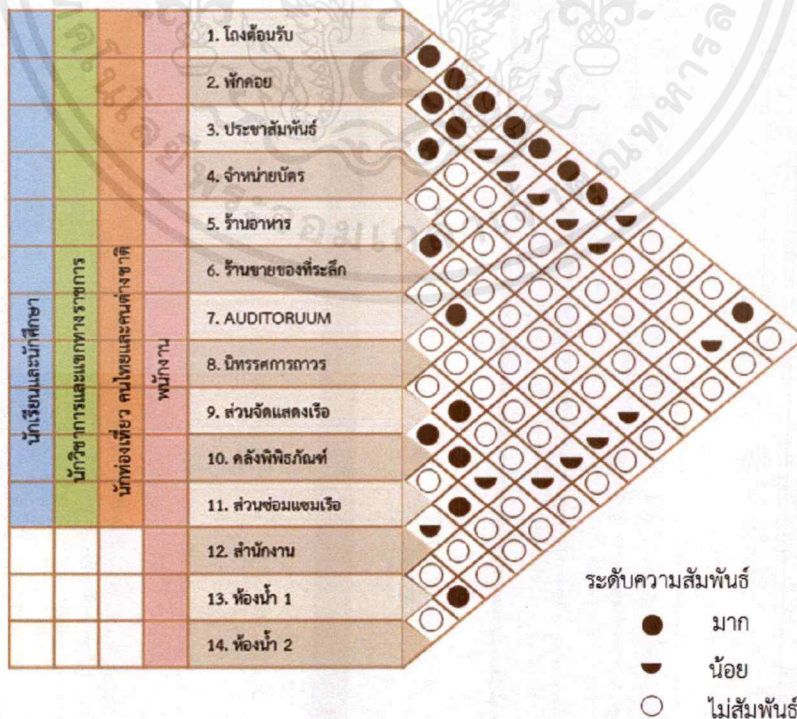 1. โถงต้อนรับ
2. พักคอย
3. ประชาสัมพันธ์
4. จำหน่ายบัตร
5. ร้านอาหาร
6. ร้านขายของที่ระลึก
7. AUDITORUUM
8. นิทรรศการถาวร
9. ส่วนจัดแสดงเรือ
10. คลังพิพิธภัณฑ์
11. ส่วนซ่อมแซมเรือ
12. สำนักงาน
13. ห้องน้ำ 1
14. ห้องน้ำ 2
นักเรียนและนักศึกษา
นักวิชาการและแขกทางราชการ
นักท่องเที่ยว คนไทยและคนต่างชาติ
พนักงาน
ระดับความสัมพันธ์
มาก
น้อย
ไม่สัมพันธ์